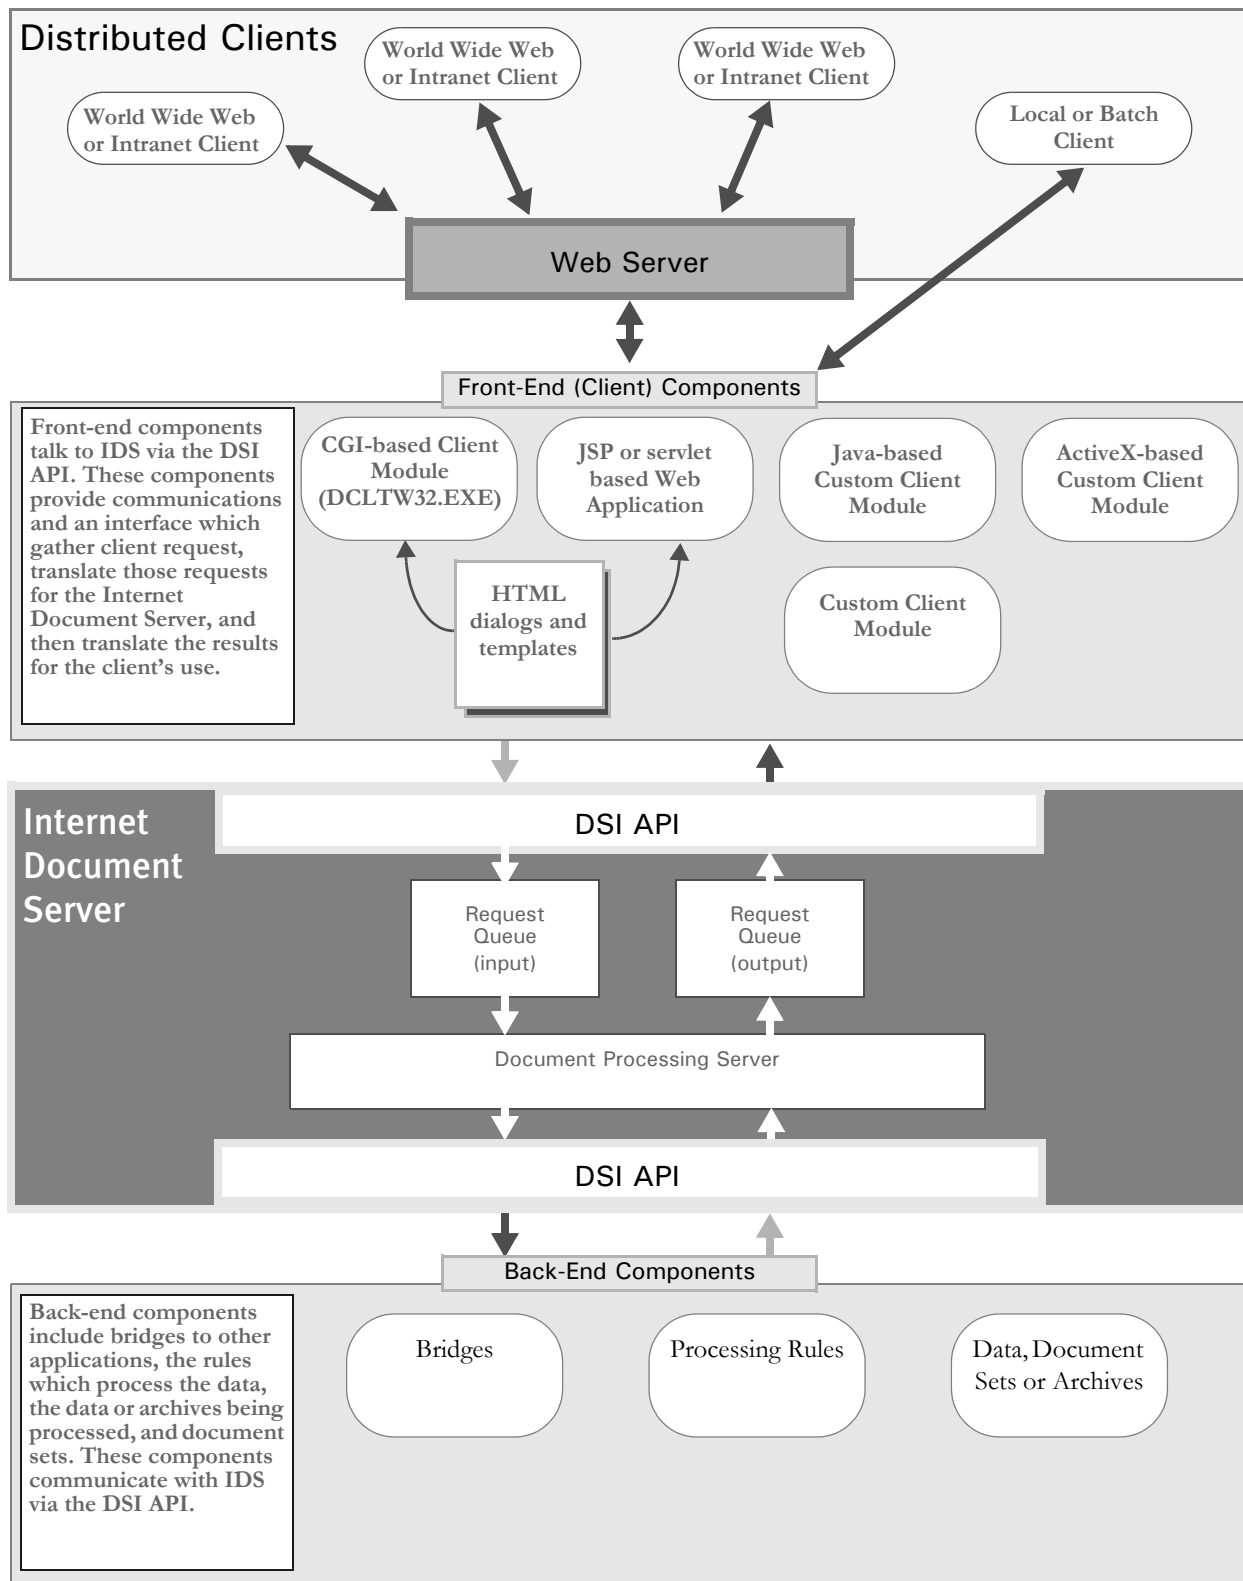 Distributed Clients
World Wide Web
or Intranet Client
World Wide Web
or Intranet Client
World Wide Web
or Intranet Client
Local or Batch
Client
Web Server
Front-End (Client) Components
Front-end components
talk to IDS via the DSI
API. These components
provide communications
and an interface which
gather client request,
translate those requests
for the Internet
Document Server, and
then translate the results
for the client’s use.
CGI-based Client
Module
(DCLTW32.EXE)
JSP or servlet
based Web
Application
Java-based
Custom Client
Module
ActiveX-based
Custom Client
Module
HTML
dialogs and
templates
Custom Client
Module
Internet
Document
Server
DSI API
Request
Queue
(input)
Request
Queue
(output)
Document Processing Server
DSI API
Back-End Components
Back-end components
include bridges to other
applications, the rules
which process the data,
the data or archives being
processed, and document
sets. These components
communicate with IDS
via the DSI API.
Bridges
Processing Rules
Data, Document
Sets or Archives